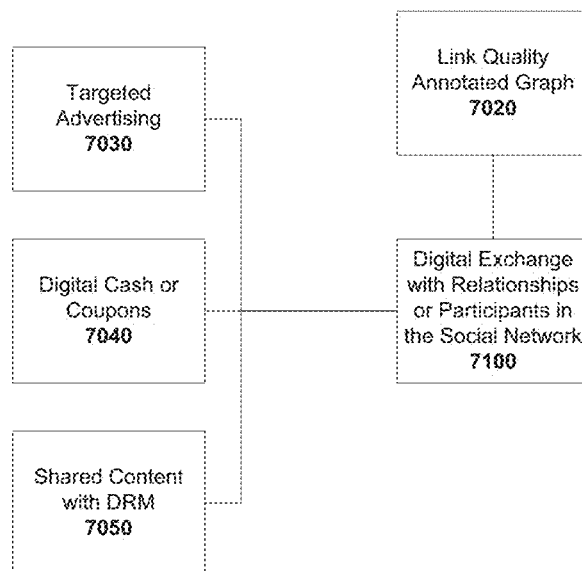 Targeted
Advertising
7030
Link Quality
Annotated Graph
7020
Digital Cash or
Coupons
7040
Digital Exchange
with Relationships
or Participants in
the Social Network
7100
Shared Content
with DRM
7050